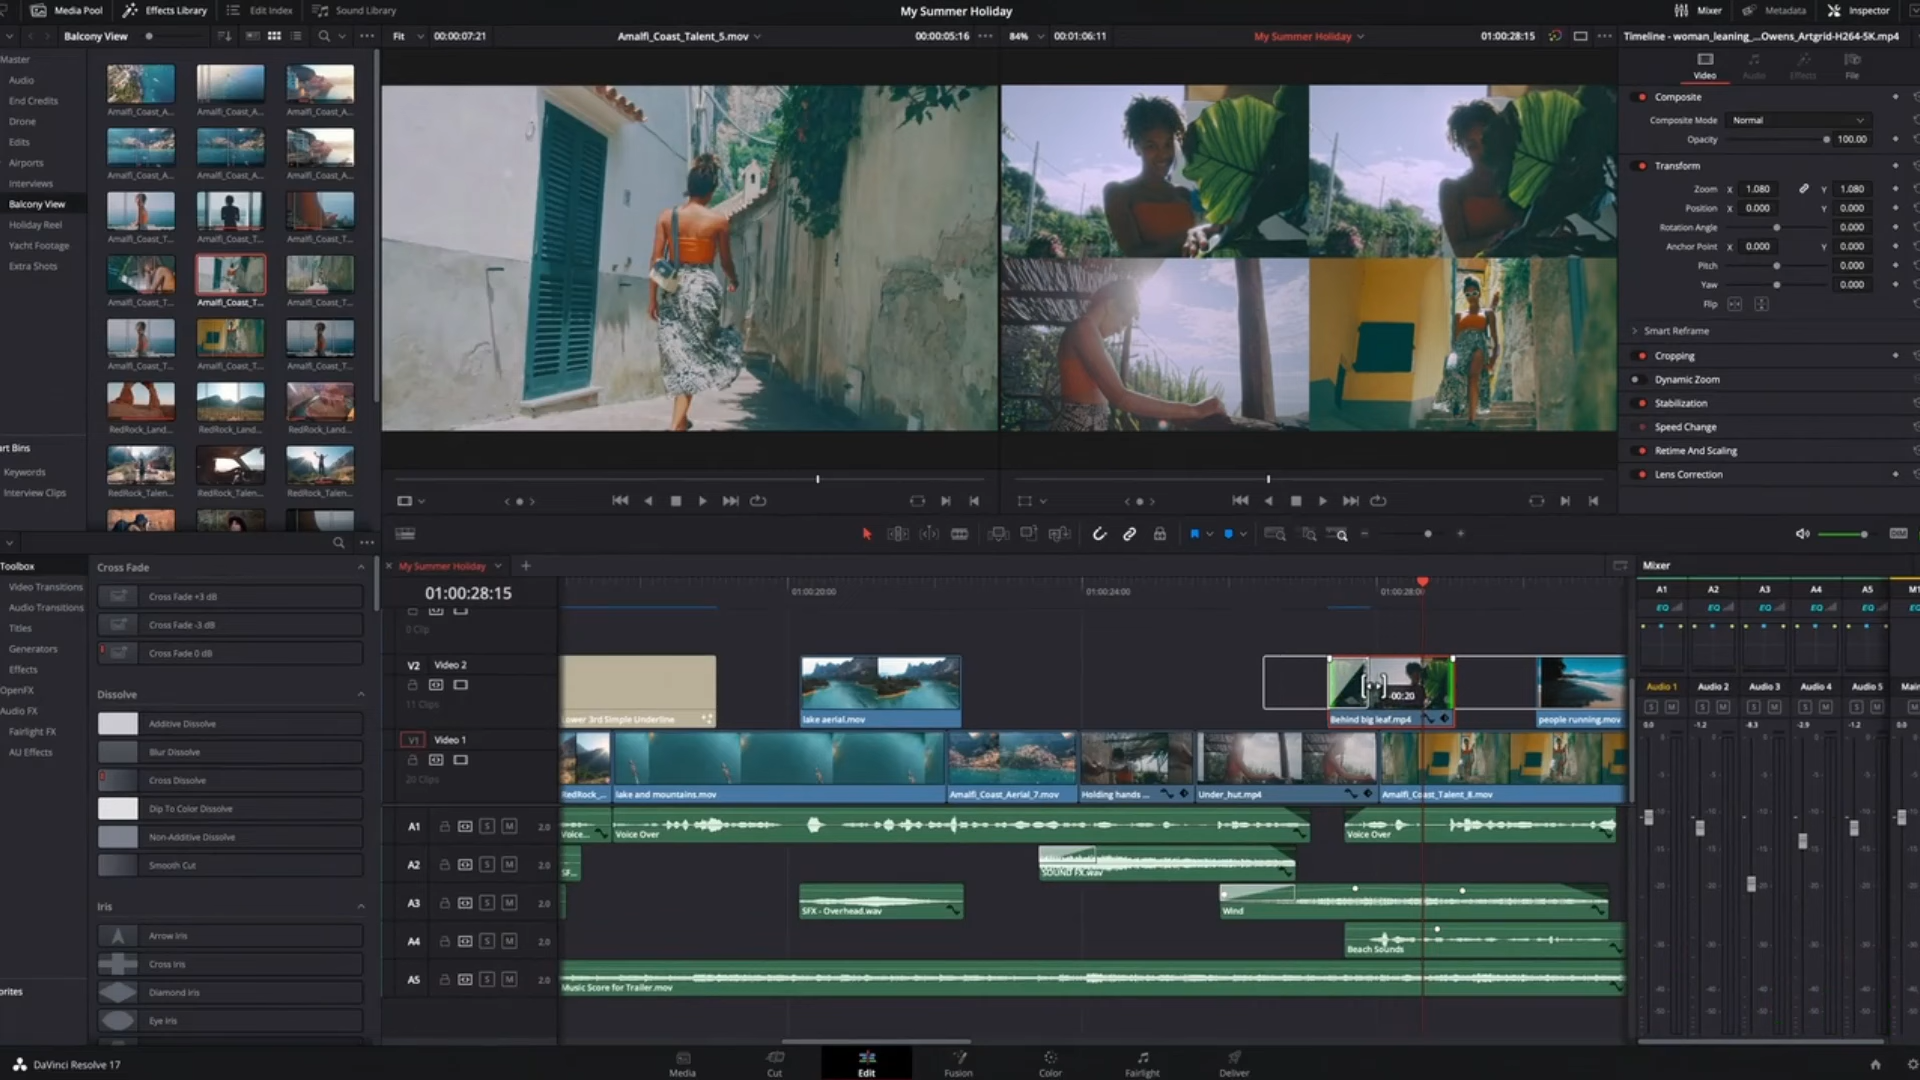 Media Pool
Effects Library
Edit Index
Sound Library
My Summer Holiday
Mixer
Metadata
Inspector
Balcony View
Fit
00:00:07:21
Amalfi_Coast_Talent_5.mov
00:00:05:16
84%
00:01:06:11
My Summer Holiday
01:00:28:15
Timeline - woman_leaning_...Owens_Artgrid-H264-5K.mp4
Master
Audio
End Credits
Drone
Edits
Airports
Interviews
Balcony View
Holiday Reel
Yacht Footage
Extra Shots
art Bins
Keywords
Interview Clips
Amalfi_Coast_A...
Amalfi_Coast_A...
Amalfi_Coast_A...
Amalfi_Coast_A...
Amalfi_Coast_A...
Amalfi_Coast_A...
Amalfi_Coast_T...
Amalfi_Coast_T...
Amalfi_Coast_T...
Amalfi_Coast_T...
Amalfi_Coast_T...
Amalfi_Coast_T...
Amalfi_Coast_T...
Amalfi_Coast_T...
Amalfi_Coast_T...
RedRock_Land...
RedRock_Land...
RedRock_Land...
RedRock_Talen...
RedRock_Talen...
RedRock_Talen...
Video
Audio
Effects
File
Composite
Composite Mode Normal
Opacity 100.00
Transform
Zoom X 1.080 Y 1.080
Position X 0.000 Y 0.000
Rotation Angle 0.000
Anchor Point X 0.000 Y 0.000
Pitch 0.000
Yaw 0.000
Flip
Smart Reframe
Cropping
Dynamic Zoom
Stabilization
Speed Change
Retime And Scaling
Lens Correction
DIM
Toolbox
Video Transitions
Audio Transitions
Titles
Generators
Effects
OpenFX
Audio FX
Fairlight FX
AU Effects
orites
Cross Fade
Cross Fade +3 dB
Cross Fade -3 dB
Cross Fade 0 dB
Dissolve
Additive Dissolve
Blur Dissolve
Cross Dissolve
Dip To Color Dissolve
Non-Additive Dissolve
Smooth Cut
Iris
Arrow Iris
Cross Iris
Diamond Iris
Eye Iris
My Summer Holiday
01:00:28:15
01:00:20:00
01:00:24:00
01:00:28:00
0 Clip
V2 Video 2
11 Clips
Lower 3rd Simple Underline
lake aerial.mov
-00:20
Behind big leaf.mp4
people running.mov
V1 Video 1
20 Clips
RedRock_...
lake and mountains.mov
Amalfi_Coast_Aerial_7.mov
Holding hands ...
Under_hut.mp4
Amalfi_Coast_Talent_8.mov
A1 S M 2.0
Voice...
Voice Over
Voice Over
A2 S M 2.0
SF...
SOUND FX.wav
A3 S M 2.0
SFX - Overhead.wav
Wind
A4 S M 2.0
Beach Sounds
A5 S M 2.0
Music Score for Trailer.mov
Mixer
A1 A2 A3 A4 A5 M1
EQ EQ EQ EQ EQ
Audio 1 Audio 2 Audio 3 Audio 4 Audio 5 Main
S M S M S M S M S M
0.0 -1.2 -8.3 -2.9 -1.2 0.0
DaVinci Resolve 17
Media
Cut
Edit
Fusion
Color
Fairlight
Deliver